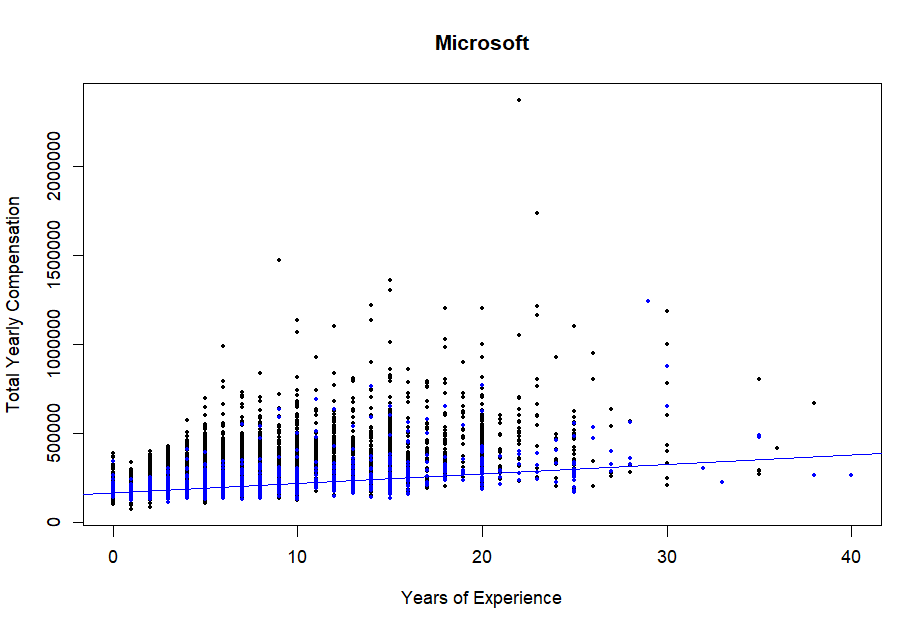 Microsoft
Total Yearly Compensation
2000000
1500000
1000000
500000
0
0 10 20 30 40
Years of Experience